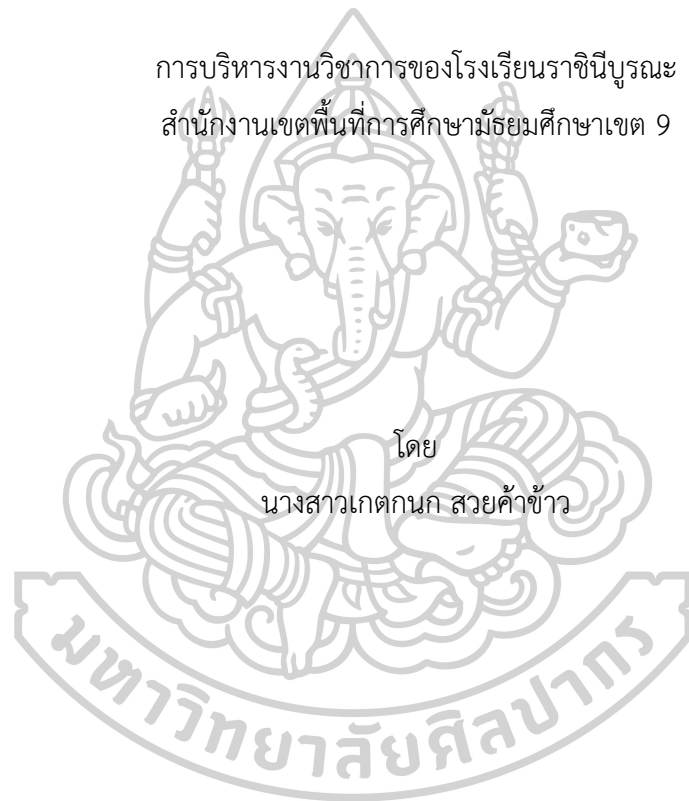 การบริหารงานวิชาการของโรงเรียนราชินีบูรณะ
สำนักงานเขตพื้นที่การศึกษามัธยมศึกษาเขต 9
โดย
นางสาวเกตกนก สวยค้าข้าว
มหาวิทยาลัยศิลปากร